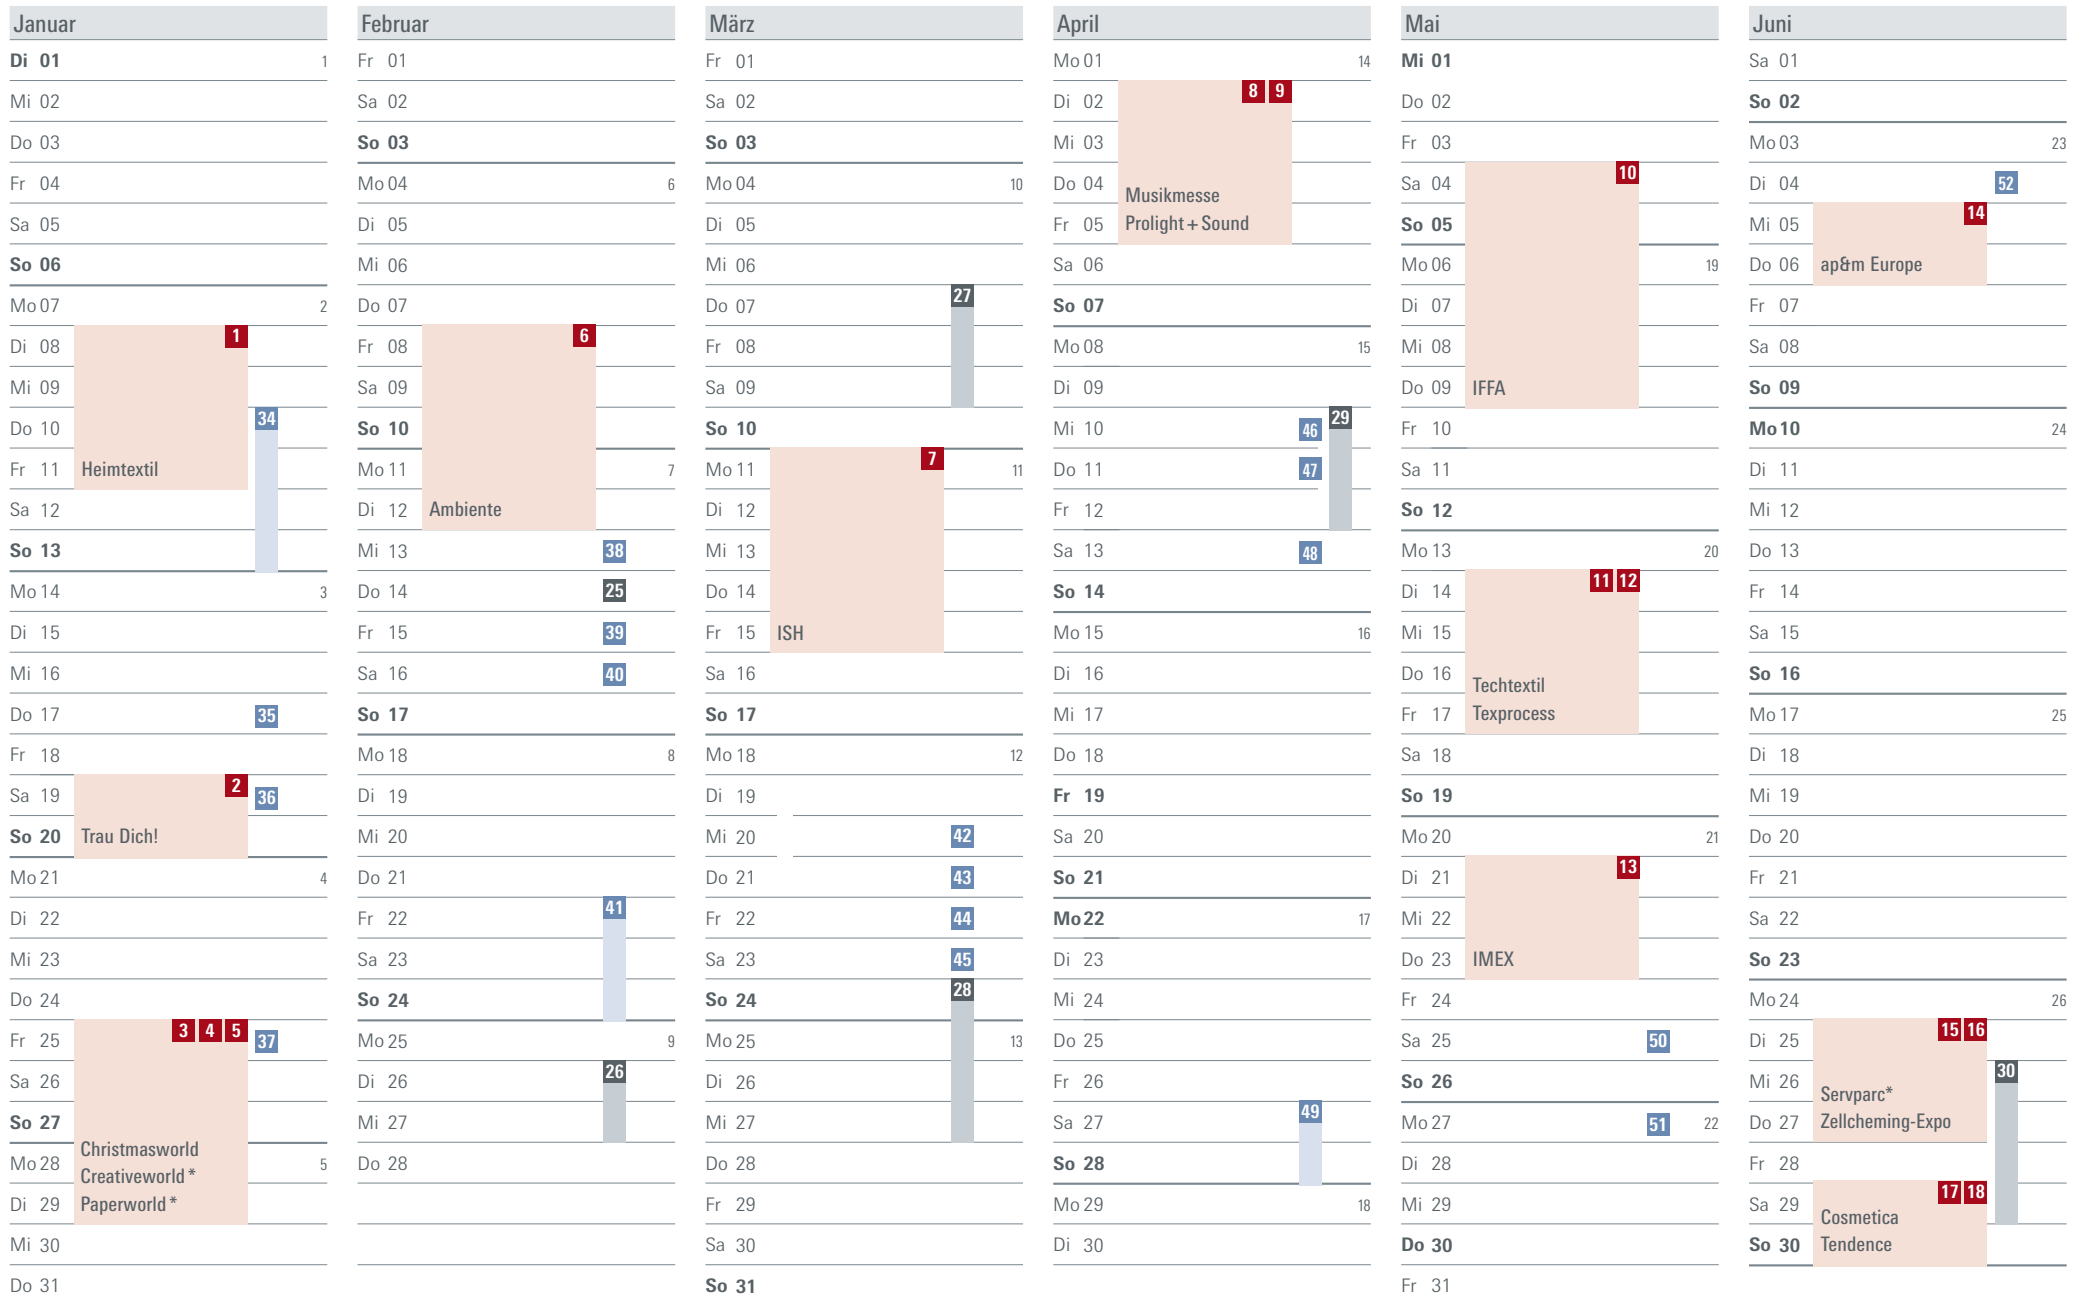 Januar
Di 01 1
Mi 02
Do 03
Fr 04
Sa 05
So 06
Mo 07 2
Di 08 1
Mi 09
Do 10 34
Fr 11 Heimtextil
Sa 12
So 13
Mo 14 3
Di 15
Mi 16
Do 17 35
Fr 18
Sa 19 2 36
So 20 Trau Dich!
Mo 21 4
Di 22
Mi 23
Do 24
Fr 25 3 4 5 37
Sa 26
So 27
Christmasworld
Mo 28 5
Creativeworld *
Di 29 Paperworld *
Mi 30
Do 31
Februar
Fr 01
Sa 02
So 03
Mo 04 6
Di 05
Mi 06
Do 07
Fr 08 6
Sa 09
So 10
Mo 11 7
Di 12 Ambiente
Mi 13 38
Do 14 25
Fr 15 39
Sa 16 40
So 17
Mo 18 8
Di 19
Mi 20
Do 21
Fr 22 41
Sa 23
So 24
Mo 25 9
Di 26 26
Mi 27
Do 28
März
Fr 01
Sa 02
So 03
Mo 04 10
Di 05
Mi 06
Do 07 27
Fr 08
Sa 09
So 10
Mo 11 7 11
Di 12
Mi 13
Do 14
Fr 15 ISH
Sa 16
So 17
Mo 18 12
Di 19
Mi 20 42
Do 21 43
Fr 22 44
Sa 23 45
So 24 28
Mo 25 13
Di 26
Mi 27
Do 28
Fr 29
Sa 30
So 31
April
Mo 01 14
Di 02 8 9
Mi 03
Do 04
Musikmesse
Fr 05 Prolight + Sound
Sa 06
So 07
Mo 08 15
Di 09
Mi 10 46 29
Do 11 47
Fr 12
Sa 13 48
So 14
Mo 15 16
Di 16
Mi 17
Do 18
Fr 19
Sa 20
So 21
Mo 22 17
Di 23
Mi 24
Do 25
Fr 26
Sa 27 49
So 28
Mo 29 18
Di 30
Mai
Mi 01
Do 02
Fr 03
Sa 04 10
So 05
Mo 06 19
Di 07
Mi 08
Do 09 IFFA
Fr 10
Sa 11
So 12
Mo 13 20
Di 14 11 12
Mi 15
Do 16
Techtextil
Fr 17 Texprocess
Sa 18
So 19
Mo 20 21
Di 21 13
Mi 22
Do 23 IMEX
Fr 24
Sa 25 50
So 26
Mo 27 51 22
Di 28
Mi 29
Do 30
Fr 31
Juni
Sa 01
So 02
Mo 03 23
Di 04 52
Mi 05 14
Do 06 ap&m Europe
Fr 07
Sa 08
So 09
Mo 10 24
Di 11
Mi 12
Do 13
Fr 14
Sa 15
So 16
Mo 17 25
Di 18
Mi 19
Do 20
Fr 21
Sa 22
So 23
Mo 24 26
Di 25 15 16
Mi 26 30
Servparc*
Do 27 Zellcheming-Expo
Fr 28
Sa 29 17 18
Cosmetica
So 30 Tendence